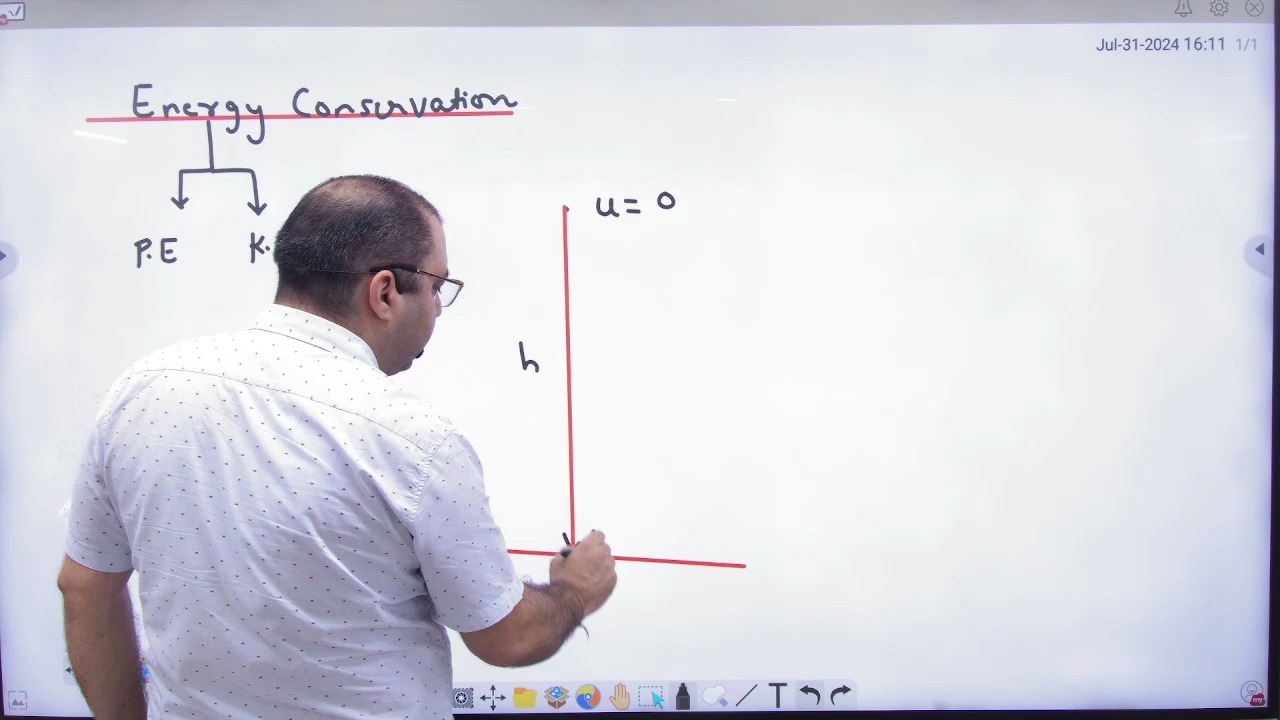 Jul-31-2024 16:11 1/1
Energy Conservation
P.E K.
u = 0
h
T